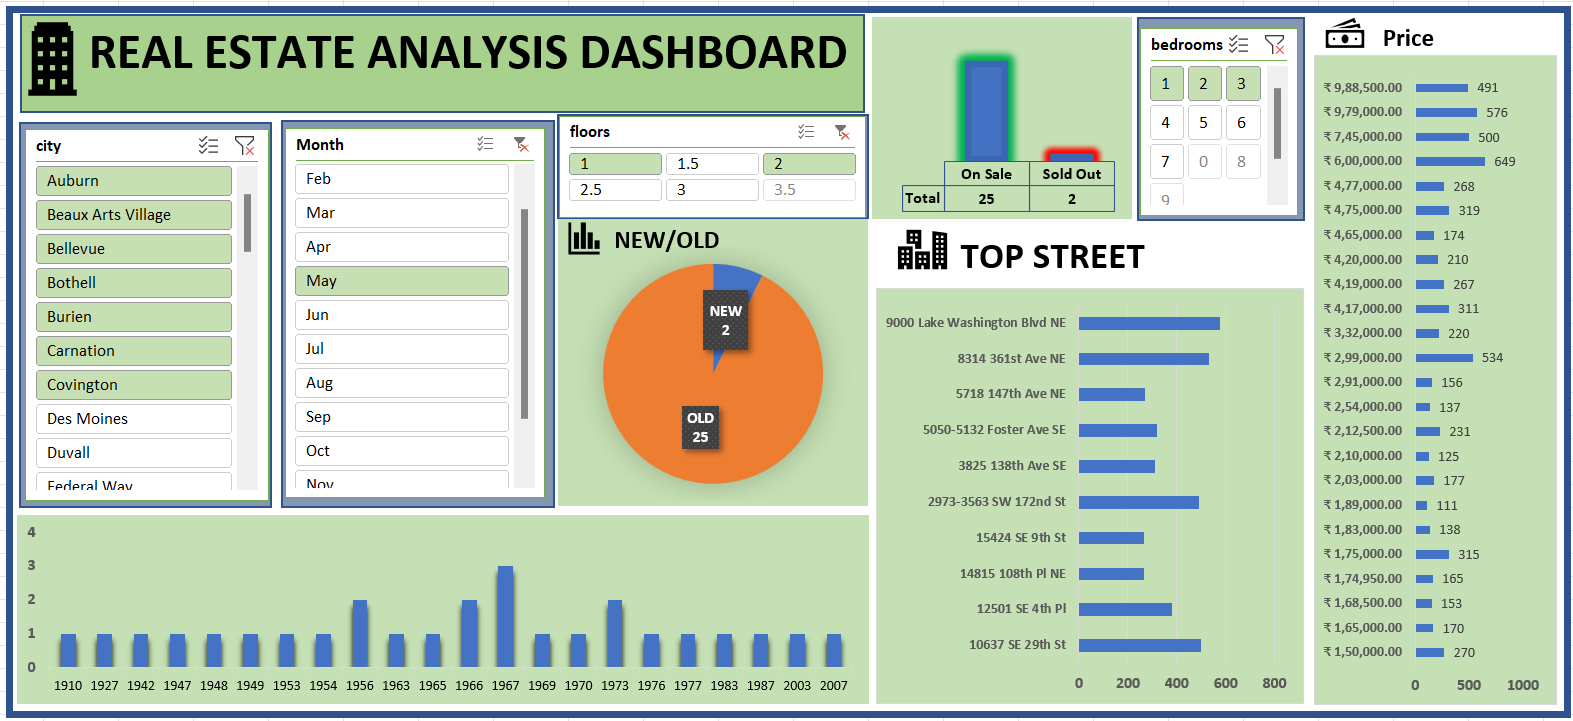 REAL ESTATE ANALYSIS DASHBOARD
city
Auburn
Beaux Arts Village
Bellevue
Bothell
Burien
Carnation
Covington
Des Moines
Duvall
Federal Way
Month
Feb
Mar
Apr
May
Jun
Jul
Aug
Sep
Oct
Nov
floors
1 1.5 2
2.5 3 3.5
NEW/OLD
NEW
2
OLD
25
On Sale Sold Out
Total 25 2
bedrooms
1 2 3
4 5 6
7 0 8
9
TOP STREET
9000 Lake Washington Blvd NE
8314 361st Ave NE
5718 147th Ave NE
5050-5132 Foster Ave SE
3825 138th Ave SE
2973-3563 SW 172nd St
15424 SE 9th St
14815 108th Pl NE
12501 SE 4th Pl
10637 SE 29th St
0 200 400 600 800
Price
₹ 9,88,500.00 491
₹ 9,79,000.00 576
₹ 7,45,000.00 500
₹ 6,00,000.00 649
₹ 4,77,000.00 268
₹ 4,75,000.00 319
₹ 4,65,000.00 174
₹ 4,20,000.00 210
₹ 4,19,000.00 267
₹ 4,17,000.00 311
₹ 3,32,000.00 220
₹ 2,99,000.00 534
₹ 2,91,000.00 156
₹ 2,54,000.00 137
₹ 2,12,500.00 231
₹ 2,10,000.00 125
₹ 2,03,000.00 177
₹ 1,89,000.00 111
₹ 1,83,000.00 138
₹ 1,75,000.00 315
₹ 1,74,950.00 165
₹ 1,68,500.00 153
₹ 1,65,000.00 170
₹ 1,50,000.00 270
0 500 1000
4
3
2
1
0
1910 1927 1942 1947 1948 1949 1953 1954 1956 1963 1965 1966 1967 1969 1970 1973 1976 1977 1983 1987 2003 2007